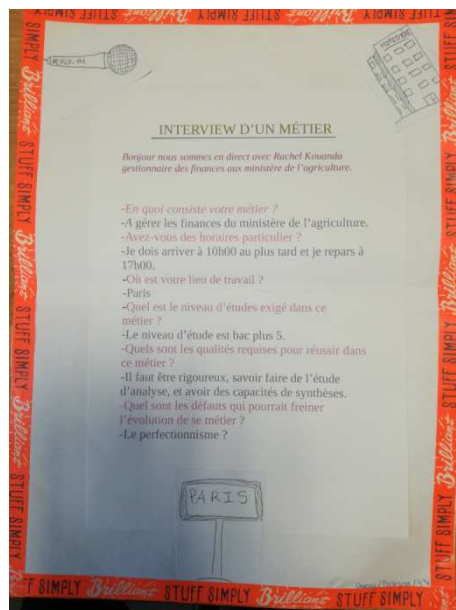 INTERVIEW D'UN MÉTIER
Bonjour nous sommes en direct avec Rachel Kouanda
gestionnaire des finances aux ministère de l'agriculture.
-En quoi consiste votre métier ?
-A gérer les finances du ministère de l'agriculture.
-Avez-vous des horaires particulier ?
-Je dois arriver à 10h00 au plus tard et je repars à
17h00.
-Où est votre lieu de travail ?
-Paris
-Quel est le niveau d'études exigé dans ce
métier ?
-Le niveau d'étude est bac plus 5.
-Quels sont les qualités requises pour réussir dans
ce métier ?
-Il faut être rigoureux, savoir faire de l'étude
d'analyse, et avoir des capacités de synthèses.
-Quel sont les défauts qui pourrait freiner
l'évolution de se métier ?
-Le perfectionnisme ?
PARIS
SIMPLY Brilliant STUFF SIMPLY Brilliant STUFF SIMPLY